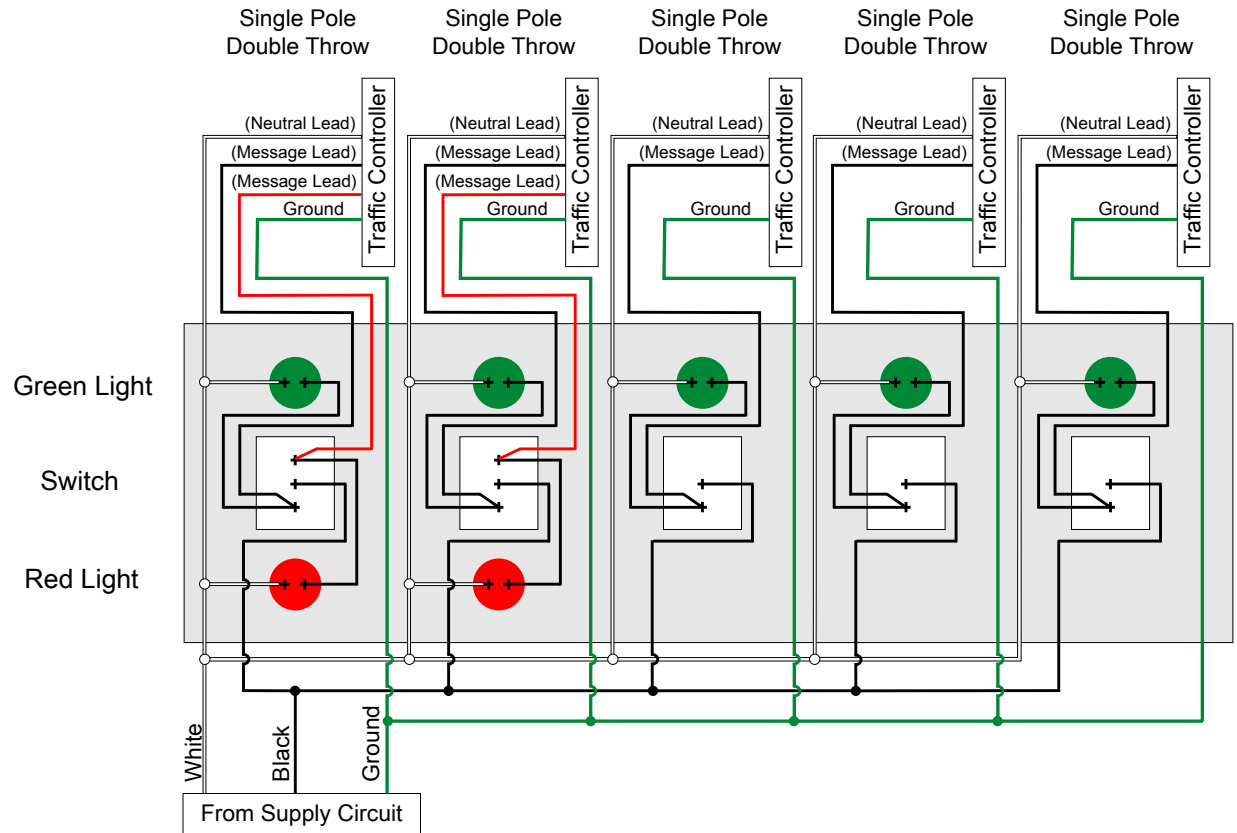 Single Pole
Double Throw
Single Pole
Double Throw
Single Pole
Double Throw
Single Pole
Double Throw
Single Pole
Double Throw
(Neutral Lead)
(Message Lead)
(Message Lead)
Ground
Traffic Controller
(Neutral Lead)
(Message Lead)
(Message Lead)
Ground
Traffic Controller
(Neutral Lead)
(Message Lead)
Ground
Traffic Controller
(Neutral Lead)
(Message Lead)
Ground
Traffic Controller
(Neutral Lead)
(Message Lead)
Ground
Traffic Controller
Green Light
Switch
Red Light
White
Black
Ground
From Supply Circuit